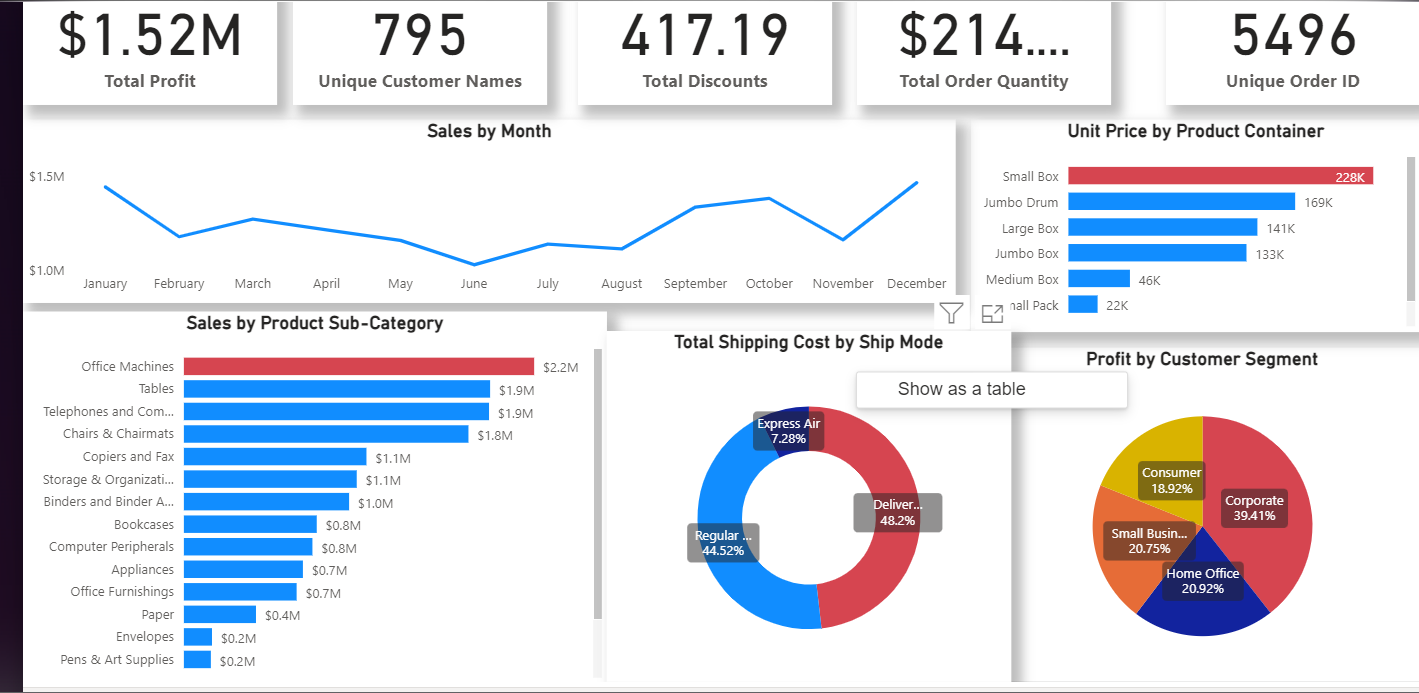 $1.52M
Total Profit
795
Unique Customer Names
417.19
Total Discounts
$214....
Total Order Quantity
5496
Unique Order ID
Sales by Month
$1.5M
$1.0M
January February March April May June July August September October November December
Unit Price by Product Container
Small Box 228K
Jumbo Drum 169K
Large Box 141K
Jumbo Box 133K
Medium Box 46K
mall Pack 22K
Sales by Product Sub-Category
Office Machines $2.2M
Tables $1.9M
Telephones and Com... $1.9M
Chairs & Chairmats $1.8M
Copiers and Fax $1.1M
Storage & Organizati... $1.1M
Binders and Binder A... $1.0M
Bookcases $0.8M
Computer Peripherals $0.8M
Appliances $0.7M
Office Furnishings $0.7M
Paper $0.4M
Envelopes $0.2M
Pens & Art Supplies $0.2M
Total Shipping Cost by Ship Mode
Show as a table
Express Air
7.28%
Deliver...
48.2%
Regular ...
44.52%
Profit by Customer Segment
Consumer
18.92%
Corporate
39.41%
Small Busin...
20.75%
Home Office
20.92%